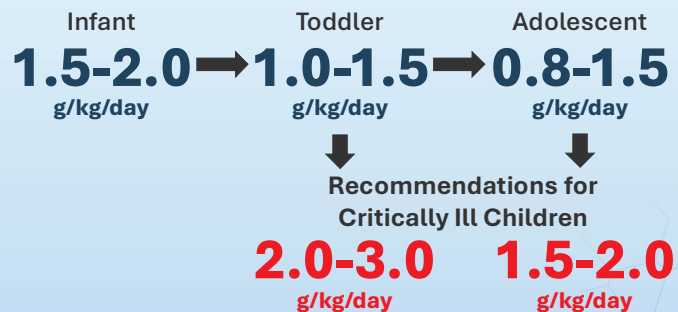 Infant Toddler Adolescent
1.5-2.0 1.0-1.5 0.8-1.5
g/kg/day g/kg/day g/kg/day
Recommendations for
Critically Ill Children
2.0-3.0 1.5-2.0
g/kg/day g/kg/day